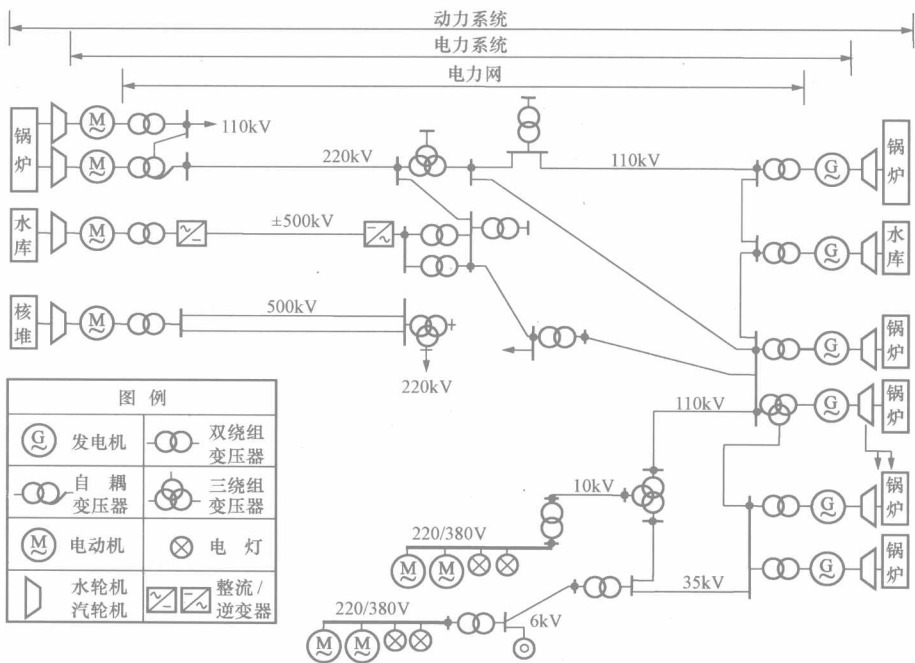 动力系统
电力系统
电力网
锅炉
M
110kV
M
220kV
110kV
G
锅炉
水库
M
±500kV
G
水库
核堆
M
500kV
220kV
G
锅炉
110kV
G
锅炉
10kV
220/380V
M
M
G
锅炉
35kV
G
锅炉
220/380V
6kV
M
M
图例
G
发电机
双绕组
变压器
自耦
变压器
三绕组
变压器
M
电动机
电灯
水轮机
汽轮机
整流/
逆变器